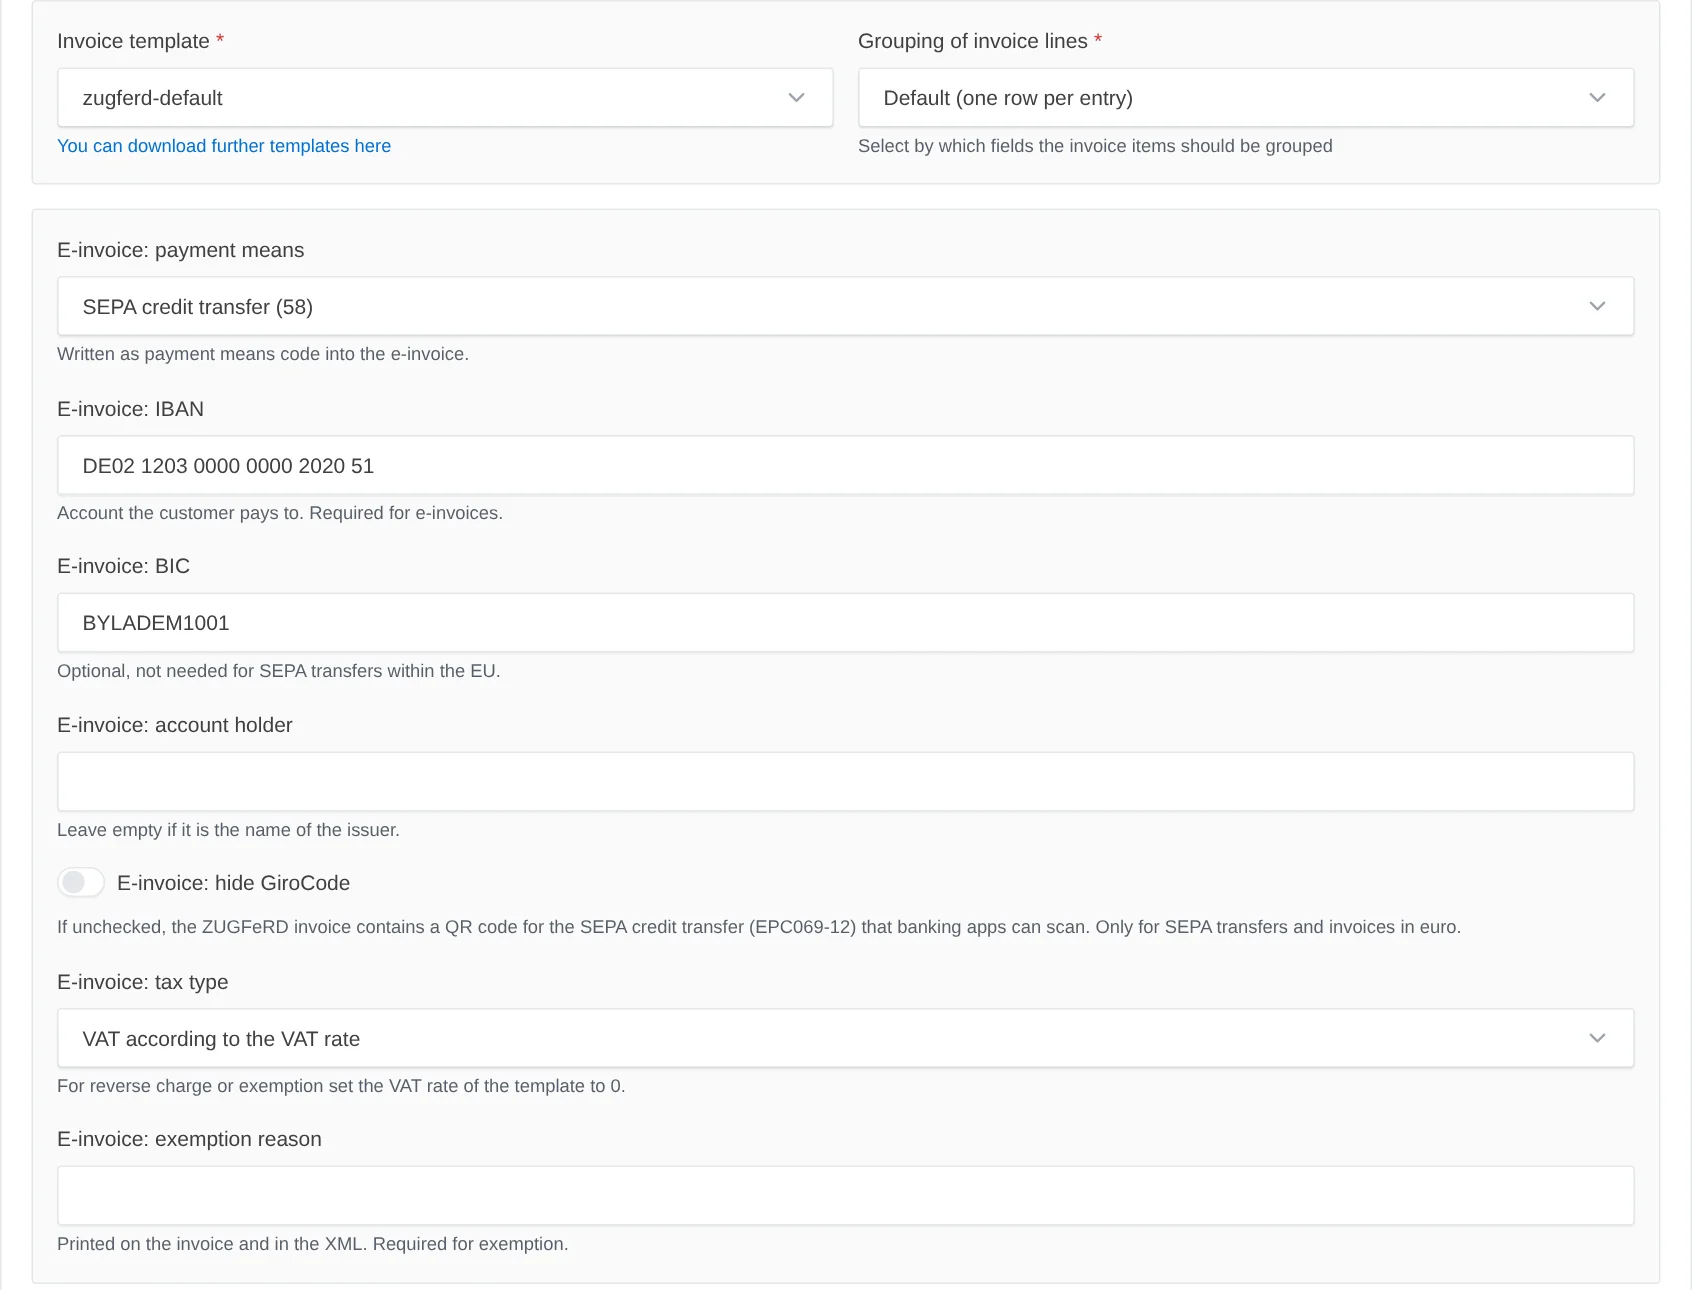 Invoice template *
Grouping of invoice lines *
zugferd-default
Default (one row per entry)
You can download further templates here
Select by which fields the invoice items should be grouped
E-invoice: payment means
SEPA credit transfer (58)
Written as payment means code into the e-invoice.
E-invoice: IBAN
DE02 1203 0000 0000 2020 51
Account the customer pays to. Required for e-invoices.
E-invoice: BIC
BYLADEM1001
Optional, not needed for SEPA transfers within the EU.
E-invoice: account holder
Leave empty if it is the name of the issuer.
E-invoice: hide GiroCode
If unchecked, the ZUGFeRD invoice contains a QR code for the SEPA credit transfer (EPC069-12) that banking apps can scan. Only for SEPA transfers and invoices in euro.
E-invoice: tax type
VAT according to the VAT rate
For reverse charge or exemption set the VAT rate of the template to 0.
E-invoice: exemption reason
Printed on the invoice and in the XML. Required for exemption.